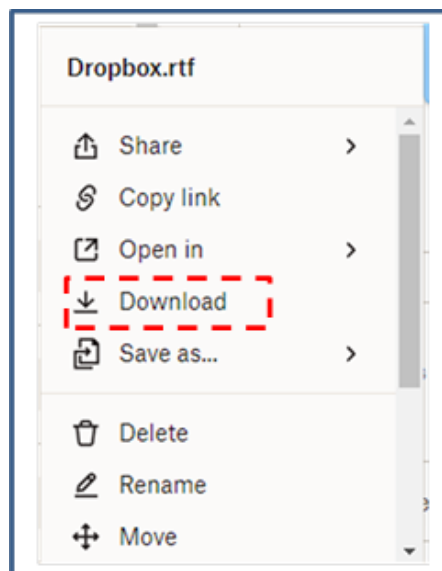 Dropbox.rtf
Share
Copy link
Open in
Download
Save as...
Delete
Rename
Move